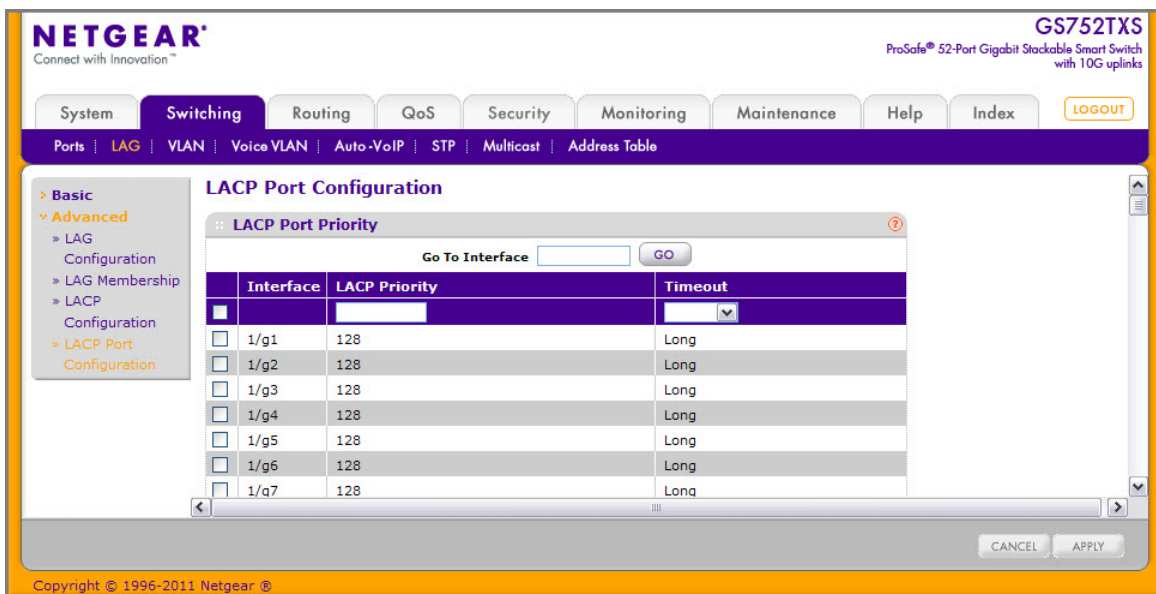 NETGEAR®
Connect with Innovation™
GS752TXS
ProSafe® 52-Port Gigabit Stackable Smart Switch
with 10G uplinks
System Switching Routing QoS Security Monitoring Maintenance Help Index LOGOUT
Ports LAG VLAN Voice VLAN Auto-VoIP STP Multicast Address Table
Basic
Advanced
» LAG
Configuration
» LAG Membership
» LACP
Configuration
» LACP Port
Configuration
LACP Port Configuration
LACP Port Priority ?
Go To Interface GO
Interface LACP Priority Timeout
1/g1 128 Long
1/g2 128 Long
1/g3 128 Long
1/g4 128 Long
1/g5 128 Long
1/g6 128 Long
1/g7 128 Long
CANCEL APPLY
Copyright © 1996-2011 Netgear ®